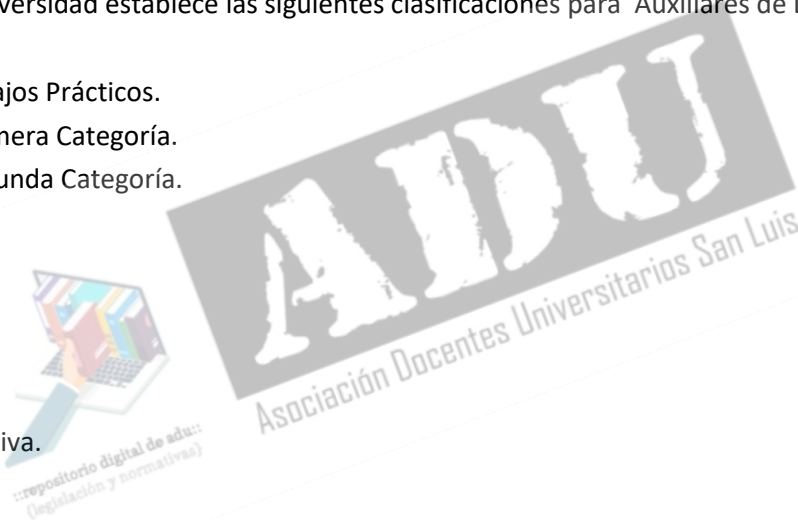 versidad establece las siguientes clasificaciones para Auxiliares de
ajos Prácticos.
nera Categoría.
unda Categoría.
ADU
Asociación Docentes Universitarios San Luis
iva.
::repositorio digital de adu::
(legislación y normativas)